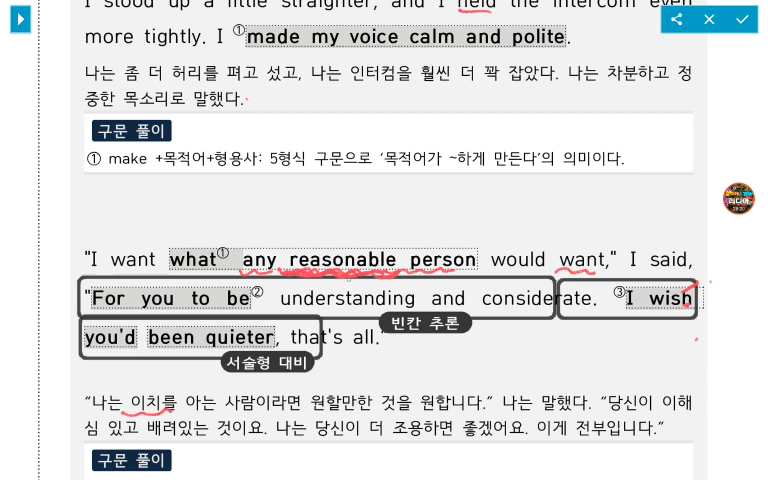 I stood up a little straighter, and I held the intercom even
more tightly. I ①made my voice calm and polite.
나는 좀 더 허리를 펴고 섰고, 나는 인터컴을 훨씬 더 꽉 잡았다. 나는 차분하고 정
중한 목소리로 말했다.
구문 풀이
① make +목적어+형용사: 5형식 구문으로 ‘목적어가 ~하게 만든다’의 의미이다.
"I want what① any reasonable person would want," I said,
"For you to be② understanding and considerate. ③I wish
you'd been quieter, that's all."
빈칸 추론
서술형 대비
“나는 이치를 아는 사람이라면 원할만한 것을 원합니다.” 나는 말했다. “당신이 이해
심 있고 배려있는 것이요. 나는 당신이 더 조용하면 좋겠어요. 이게 전부입니다.”
구문 풀이